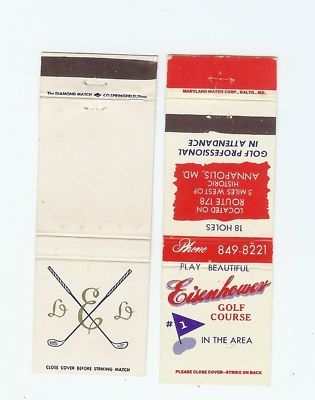 The DIAMOND MATCH CO. SPRINGFIELD, Mass.
L E L
CLOSE COVER BEFORE STRIKING MATCH
MARYLAND MATCH CORP., BALTO., MD.
GOLF PROFESSIONAL
IN ATTENDANCE
LOCATED ON
ROUTE 178
5 MILES WEST OF
HISTORIC
ANNAPOLIS, MD.
18 HOLES
Phone 849-8221
PLAY BEAUTIFUL
Eisenhower
GOLF
COURSE
#1
IN THE AREA
PLEASE CLOSE COVER-STRIKE ON BACK